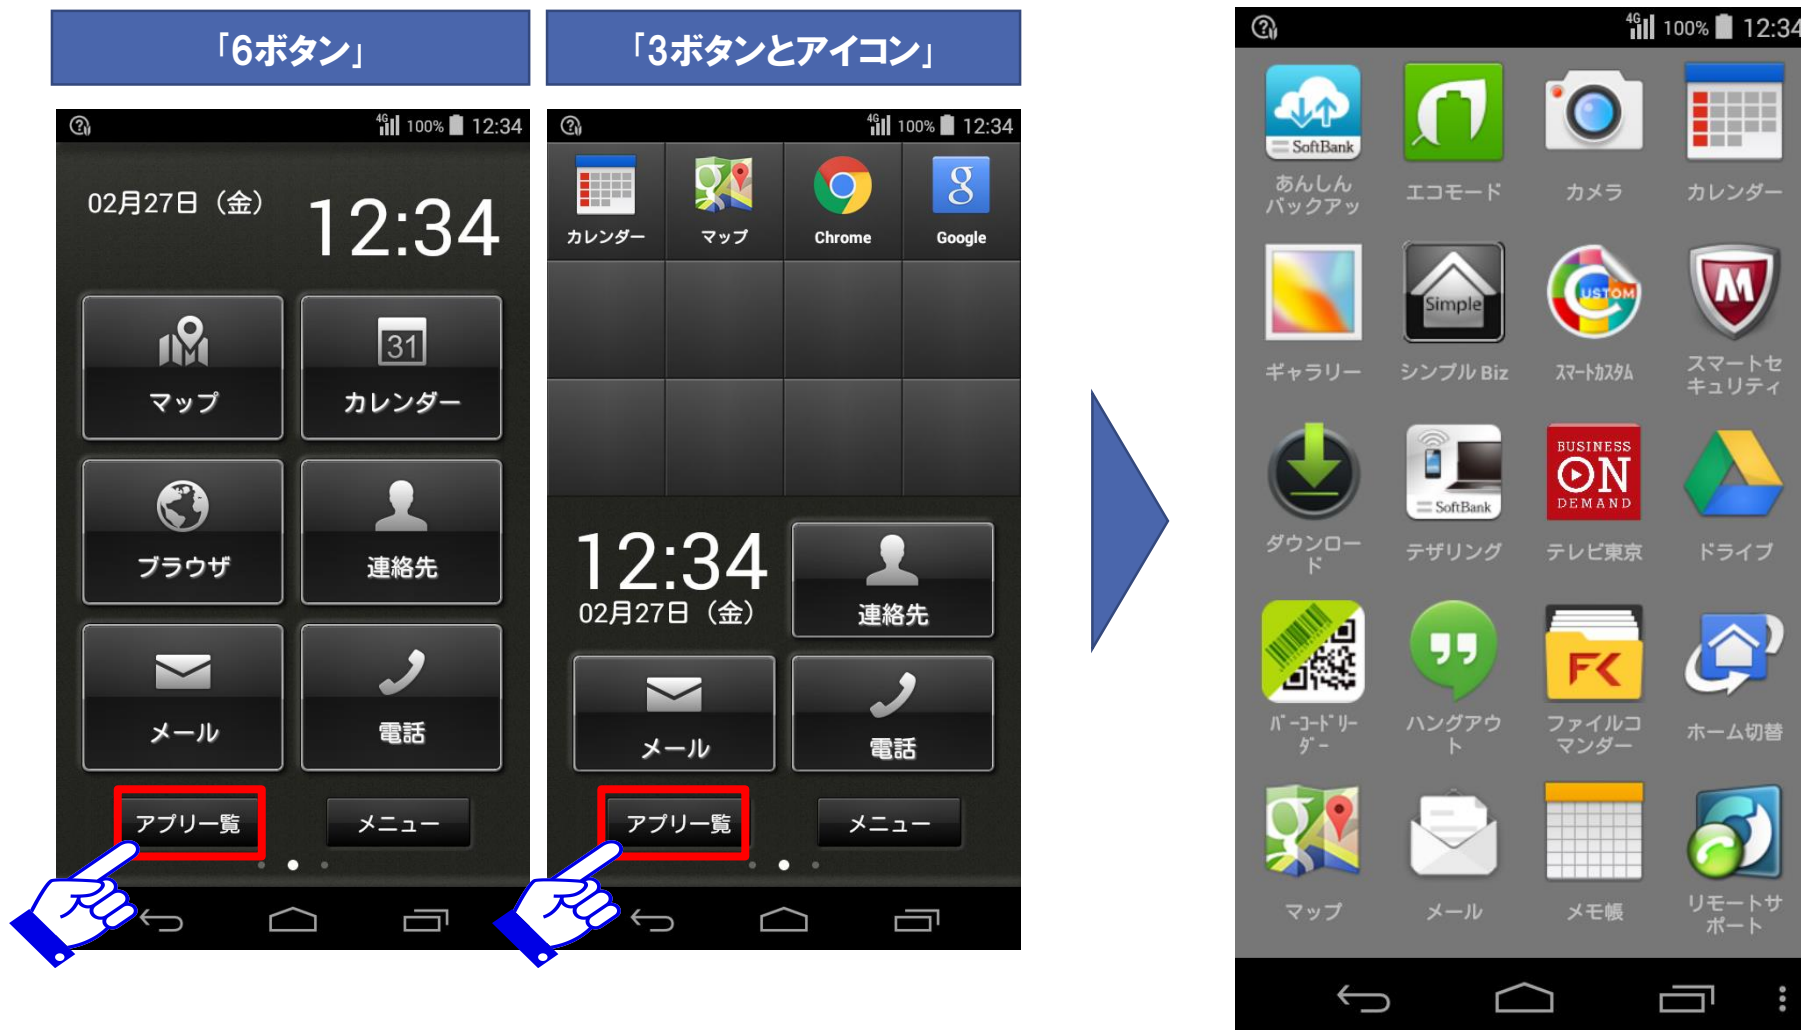 「6ボタン」
「3ボタンとアイコン」
4G 100% 12:34
02月27日（金）
12:34
マップ
31
カレンダー
ブラウザ
連絡先
メール
電話
アプリ一覧
メニュー
4G 100% 12:34
カレンダー
マップ
Chrome
g
Google
12:34
02月27日（金）
連絡先
メール
電話
アプリ一覧
メニュー
4G 100% 12:34
SoftBank
あんしん
バックアッ
エコモード
カメラ
カレンダー
ギャラリー
Simple
シンプル Biz
CUSTOM
スマートカスタム
M
スマートセ
キュリティ
ダウンロー
ド
SoftBank
テザリング
BUSINESS
ON
DEMAND
テレビ東京
ドライブ
バーコードリー
ダー
ハングアウ
ト
FC
ファイルコ
マンダー
ホーム切替
g
マップ
メール
メモ帳
リモートサ
ポート